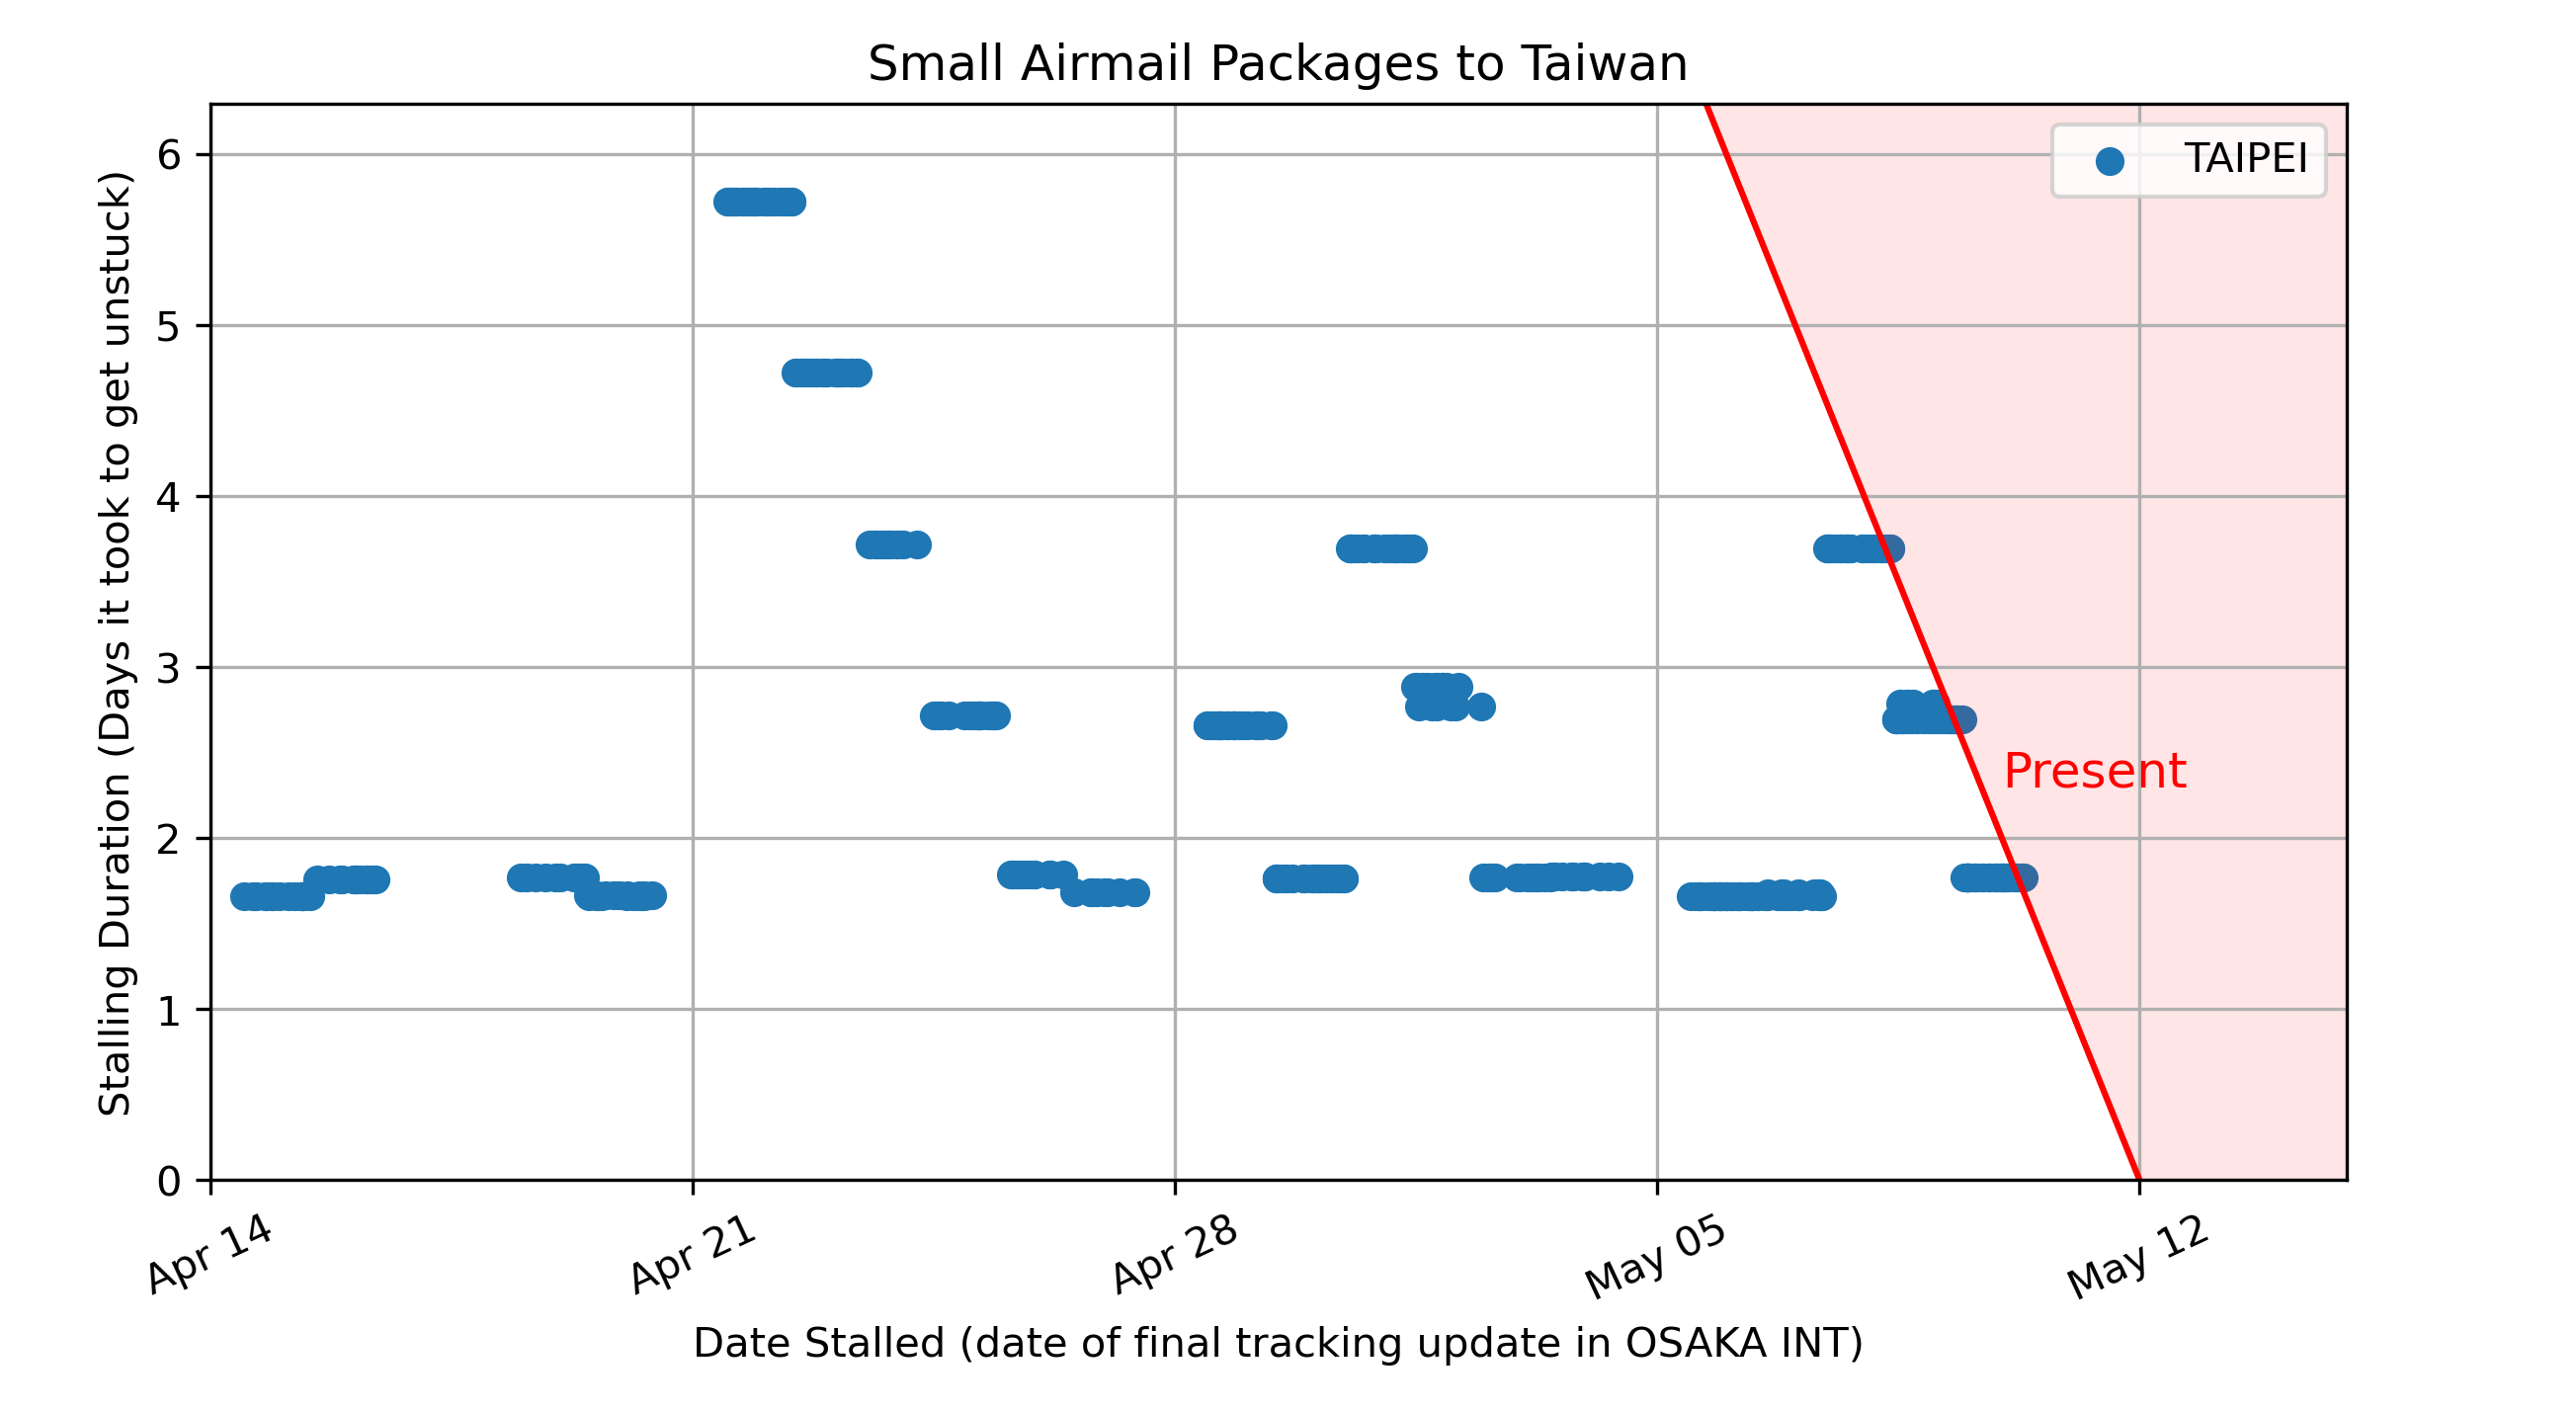 Small Airmail Packages to Taiwan
TAIPEI
Stalling Duration (Days it took to get unstuck)
6
5
4
3
2
1
0
Present
Apr 14
Apr 21
Apr 28
May 05
May 12
Date Stalled (date of final tracking update in OSAKA INT)